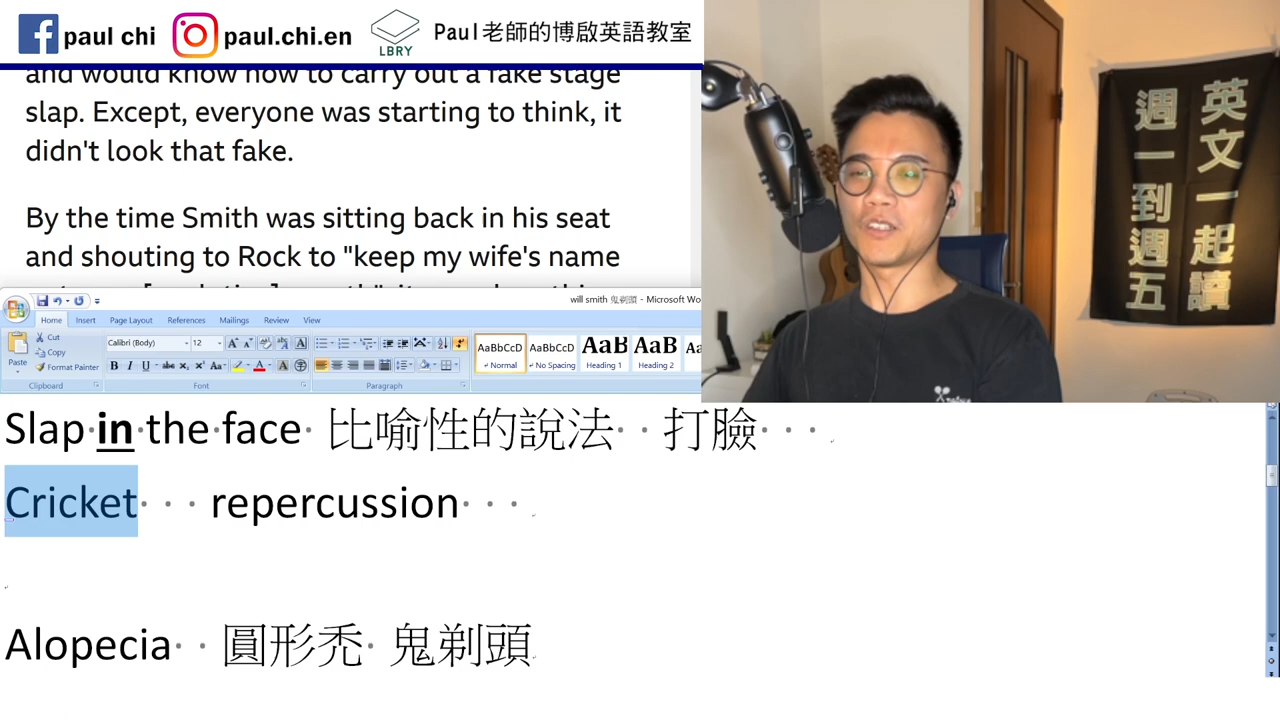 paul chi
paul.chi.en
LBRY
Paul老師的博啟英語教室
and would know how to carry out a fake stage
slap. Except, everyone was starting to think, it
didn't look that fake.
By the time Smith was sitting back in his seat
and shouting to Rock to "keep my wife's name
英文一起讀
週一到週五
will smith 鬼剃頭 - Microsoft Wo
Home Insert Page Layout References Mailings Review View
Paste
Cut
Copy
Format Painter
Clipboard
Calibri (Body) 12
Font
Paragraph
AaBbCcD AaBbCcD AaBb AaB
Normal No Spacing Heading 1 Heading 2
Slap in the face 比喻性的說法 打臉
Cricket repercussion
Alopecia 圓形禿 鬼剃頭